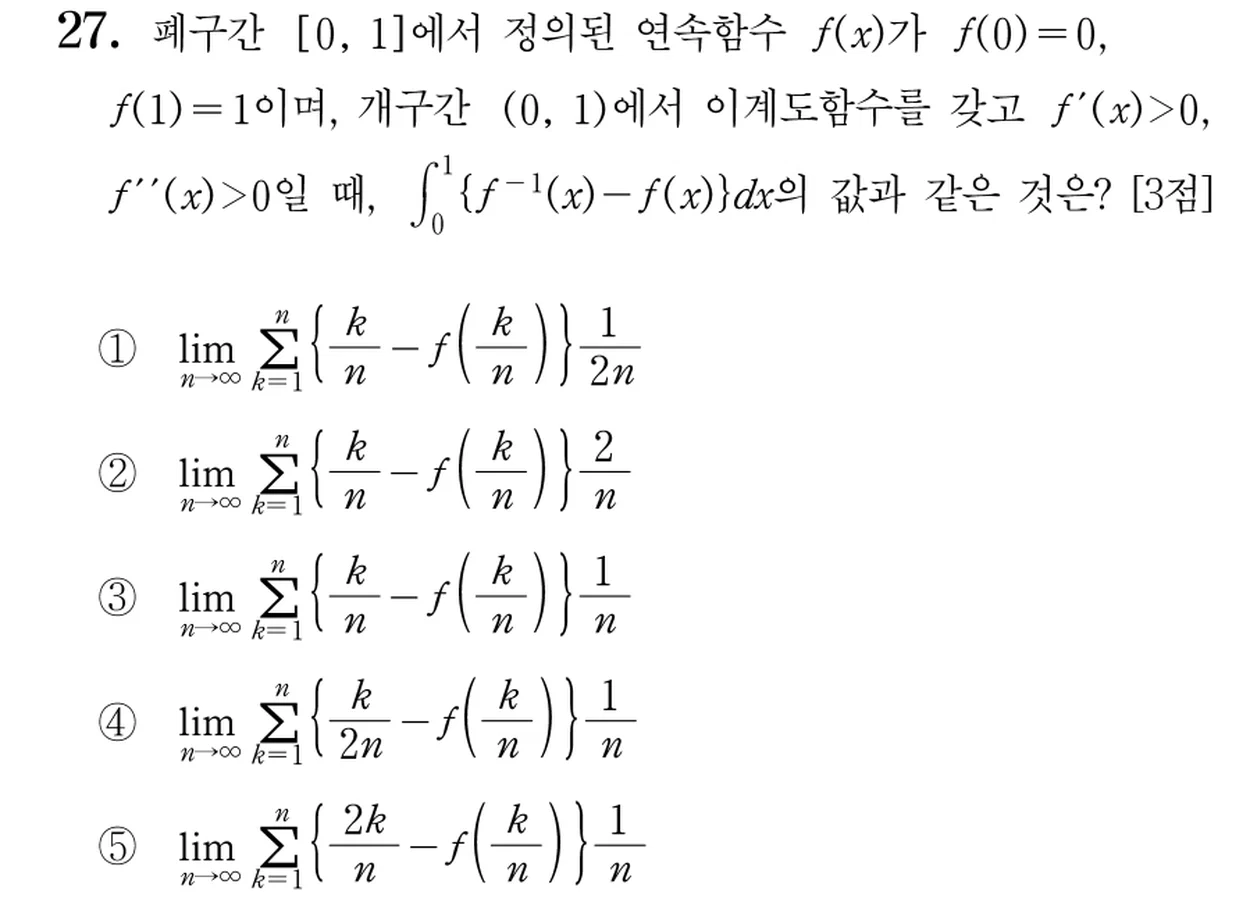 27. 폐구간 [0, 1]에서 정의된 연속함수 f(x)가 f(0)=0,
f(1)=1이며, 개구간 (0, 1)에서 이계도함수를 갖고 f′(x)>0,
f′′(x)>0일 때, ∫₀¹{f⁻¹(x)−f(x)}dx의 값과 같은 것은? [3점]
① lim_{n→∞} Σ_{k=1}^{n} {k/n − f(k/n)} 1/2n
② lim_{n→∞} Σ_{k=1}^{n} {k/n − f(k/n)} 2/n
③ lim_{n→∞} Σ_{k=1}^{n} {k/n − f(k/n)} 1/n
④ lim_{n→∞} Σ_{k=1}^{n} {k/2n − f(k/n)} 1/n
⑤ lim_{n→∞} Σ_{k=1}^{n} {2k/n − f(k/n)} 1/n